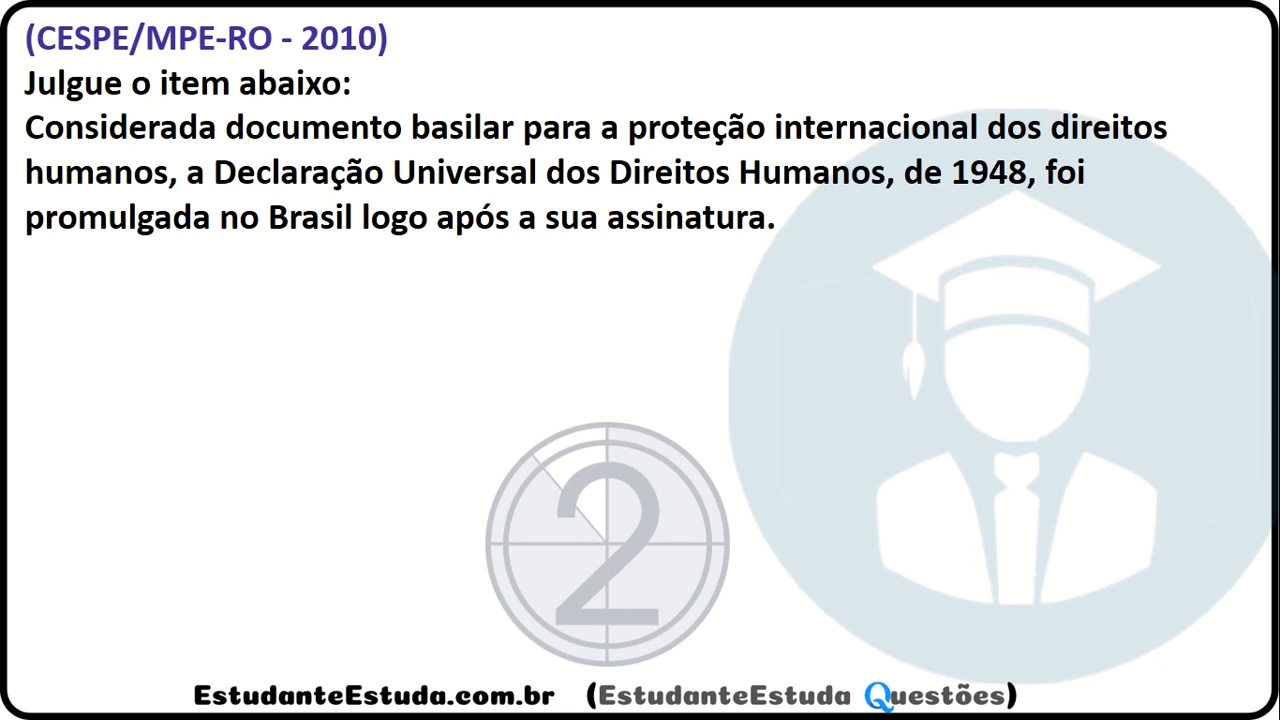 (CESPE/MPE-RO - 2010)
Julgue o item abaixo:
Considerada documento basilar para a proteção internacional dos direitos
humanos, a Declaração Universal dos Direitos Humanos, de 1948, foi
promulgada no Brasil logo após a sua assinatura.
2
EstudanteEstuda.com.br (EstudanteEstuda Questões)